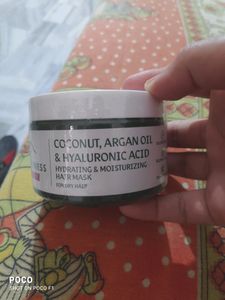 COCONUT, ARGAN OIL
& HYALURONIC ACID
HYDRATING & MOISTURIZING
HAIR MASK
FOR DRY HAIR
POCO
SHOT ON POCO F1